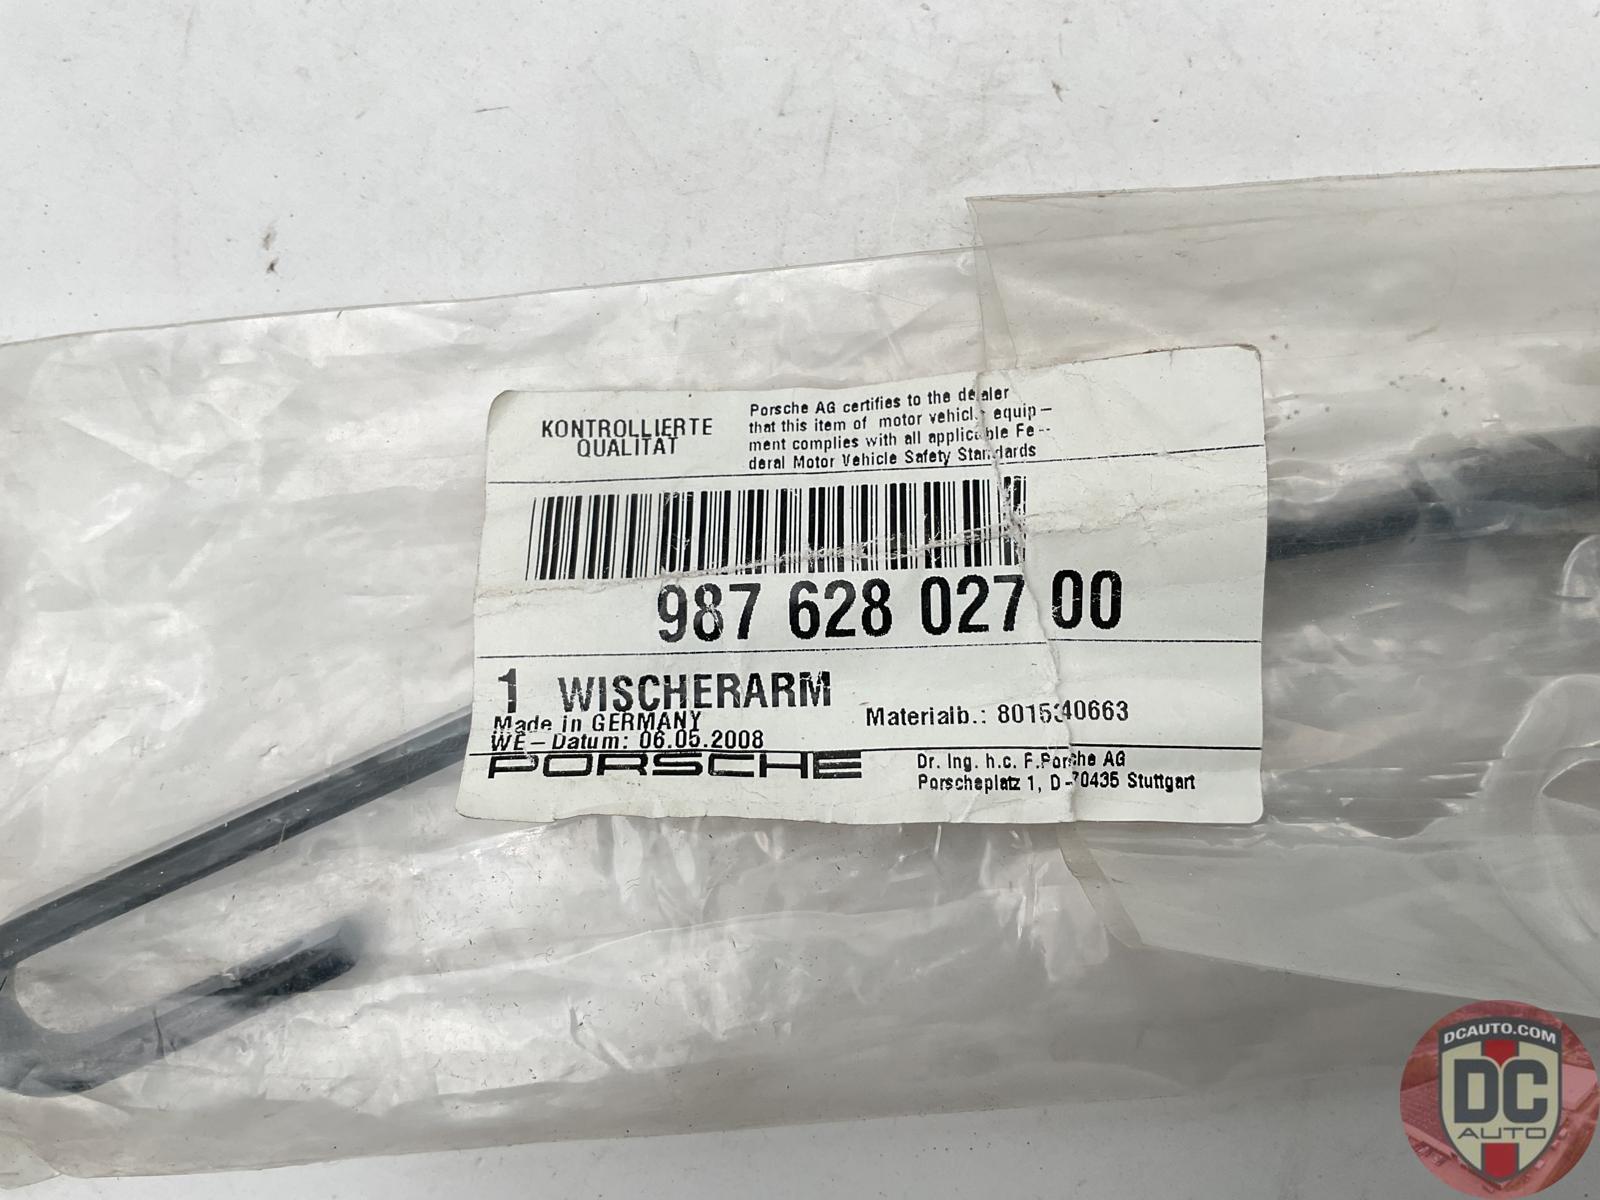 KONTROLLIERTE
QUALITÄT
Porsche AG certifies to the dealer
that this item of motor vehicle equip-
ment complies with all applicable Fe-
deral Motor Vehicle Safety Standards
987 628 027 00
1 WISCHERARM
Made in GERMANY
WE-Datum: 06.05.2008
Materialb.: 8015340663
PORSCHE
Dr. Ing. h.c. F.Porsche AG
Porscheplatz 1, D-70435 Stuttgart
DCAUTO.COM
DC
AUTO